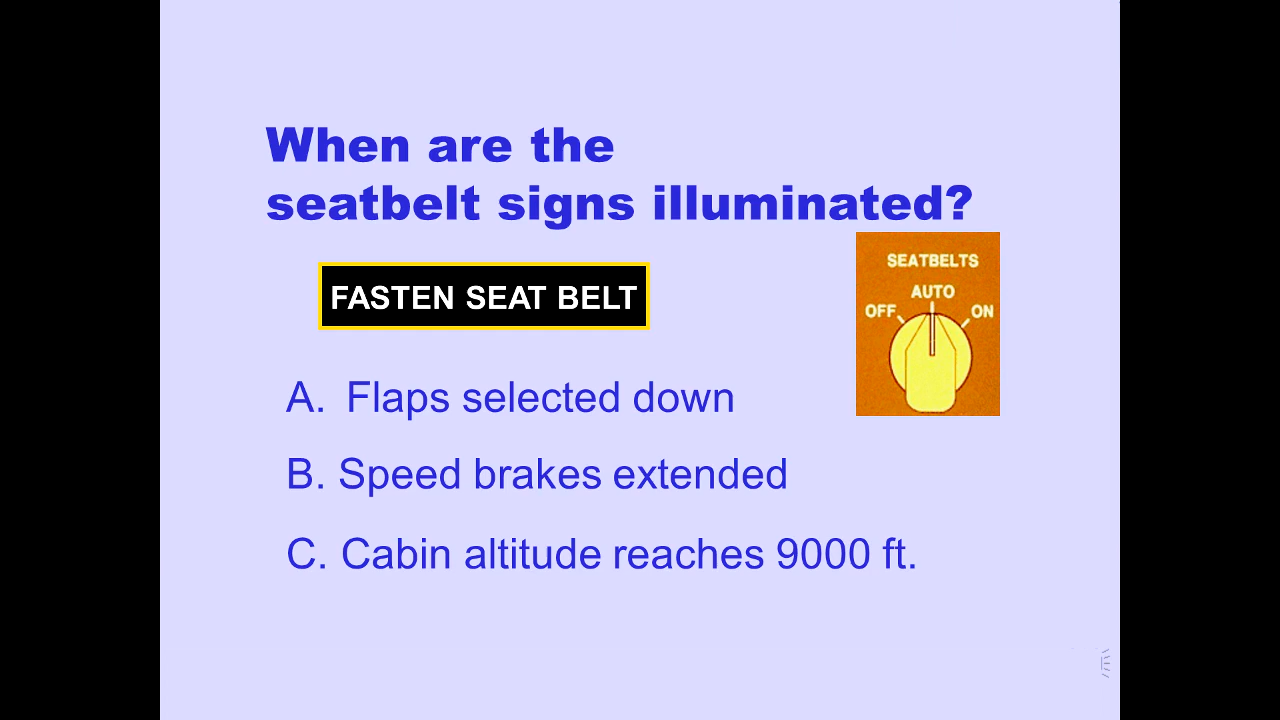 When are the
seatbelt signs illuminated?
FASTEN SEAT BELT
SEATBELTS
AUTO
OFF ON
A. Flaps selected down
B. Speed brakes extended
C. Cabin altitude reaches 9000 ft.